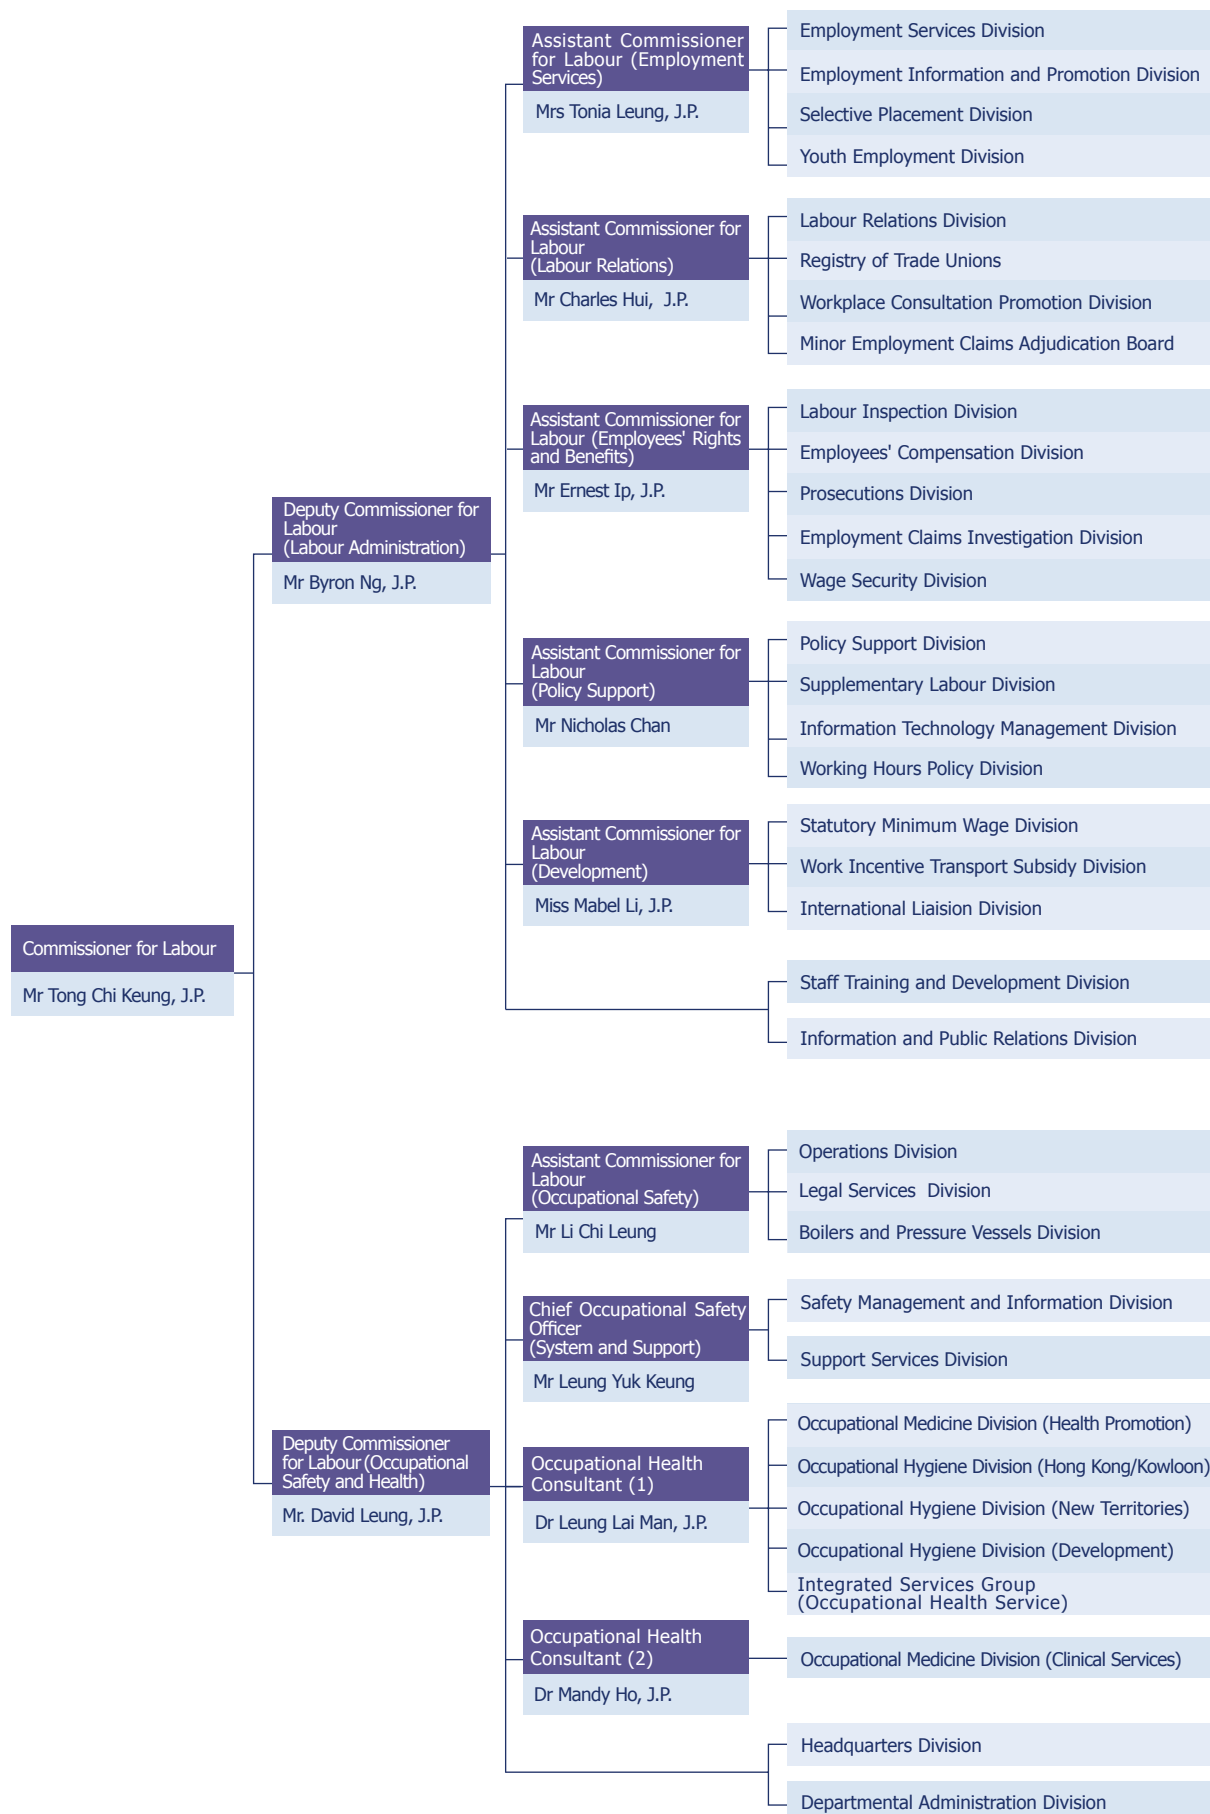 Commissioner for Labour
Mr Tong Chi Keung, J.P.
Deputy Commissioner for
Labour
(Labour Administration)
Mr Byron Ng, J.P.
Assistant Commissioner
for Labour (Employment
Services)
Mrs Tonia Leung, J.P.
Employment Services Division
Employment Information and Promotion Division
Selective Placement Division
Youth Employment Division
Assistant Commissioner for
Labour
(Labour Relations)
Mr Charles Hui, J.P.
Labour Relations Division
Registry of Trade Unions
Workplace Consultation Promotion Division
Minor Employment Claims Adjudication Board
Assistant Commissioner for
Labour (Employees' Rights
and Benefits)
Mr Ernest Ip, J.P.
Labour Inspection Division
Employees' Compensation Division
Prosecutions Division
Employment Claims Investigation Division
Wage Security Division
Assistant Commissioner for
Labour
(Policy Support)
Mr Nicholas Chan
Policy Support Division
Supplementary Labour Division
Information Technology Management Division
Working Hours Policy Division
Assistant Commissioner for
Labour
(Development)
Miss Mabel Li, J.P.
Statutory Minimum Wage Division
Work Incentive Transport Subsidy Division
International Liaision Division
Staff Training and Development Division
Information and Public Relations Division
Deputy Commissioner
for Labour (Occupational
Safety and Health)
Mr. David Leung, J.P.
Assistant Commissioner for
Labour
(Occupational Safety)
Mr Li Chi Leung
Operations Division
Legal Services Division
Boilers and Pressure Vessels Division
Chief Occupational Safety
Officer
(System and Support)
Mr Leung Yuk Keung
Safety Management and Information Division
Support Services Division
Occupational Health
Consultant (1)
Dr Leung Lai Man, J.P.
Occupational Medicine Division (Health Promotion)
Occupational Hygiene Division (Hong Kong/Kowloon)
Occupational Hygiene Division (New Territories)
Occupational Hygiene Division (Development)
Integrated Services Group
(Occupational Health Service)
Occupational Health
Consultant (2)
Dr Mandy Ho, J.P.
Occupational Medicine Division (Clinical Services)
Headquarters Division
Departmental Administration Division